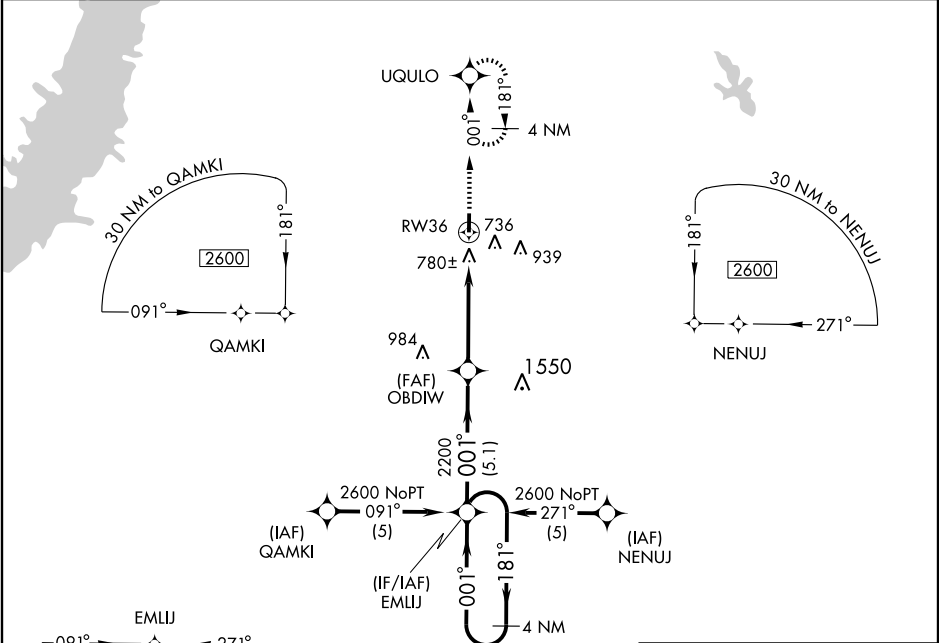 UQULO
181°
001°
4 NM
30 NM to QAMKI
181°
2600
091°
QAMKI
30 NM to NENUJ
181°
2600
271°
NENUJ
RW36
736
780±
939
984
1550
(FAF)
OBDIW
2200
001°
(5.1)
2600 NoPT
091°
(5)
2600 NoPT
271°
(5)
(IAF)
QAMKI
(IAF)
NENUJ
(IF/IAF)
EMLIJ
001°
181°
4 NM
EMLIJ
091°
271°